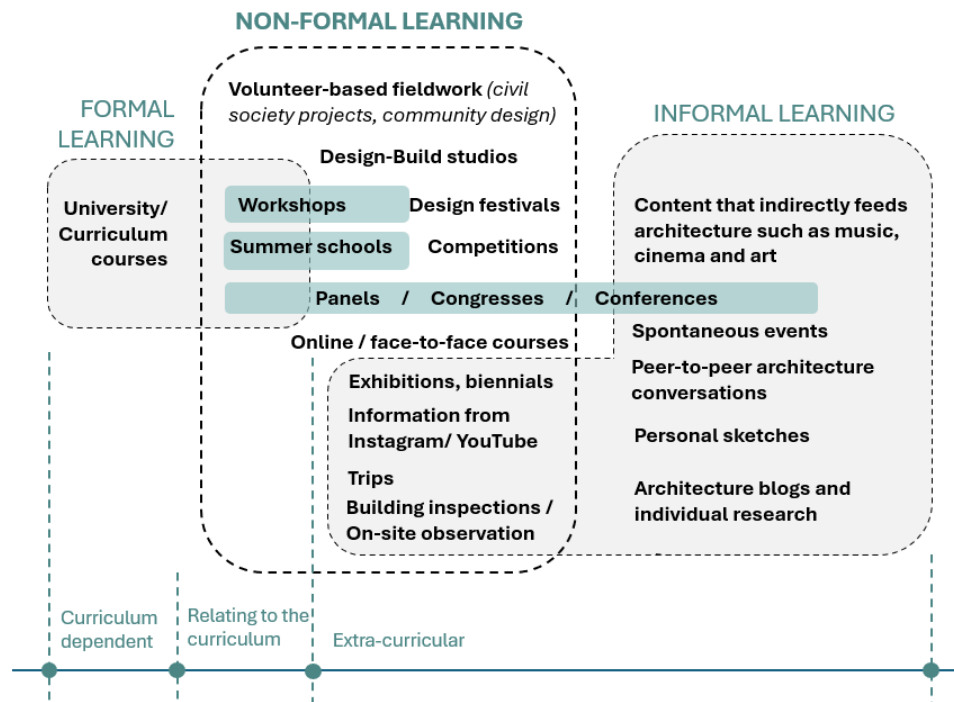 NON-FORMAL LEARNING
Volunteer-based fieldwork (civil
society projects, community design)
FORMAL
LEARNING
INFORMAL LEARNING
Design-Build studios
University/
Curriculum
courses
Workshops
Design festivals
Summer schools
Competitions
Panels / Congresses / Conferences
Online / face-to-face courses
Exhibitions, biennials
Information from
Instagram/ YouTube
Trips
Building inspections /
On-site observation
Content that indirectly feeds
architecture such as music,
cinema and art
Spontaneous events
Peer-to-peer architecture
conversations
Personal sketches
Architecture blogs and
individual research
Curriculum
dependent
Relating to the
curriculum
Extra-curricular